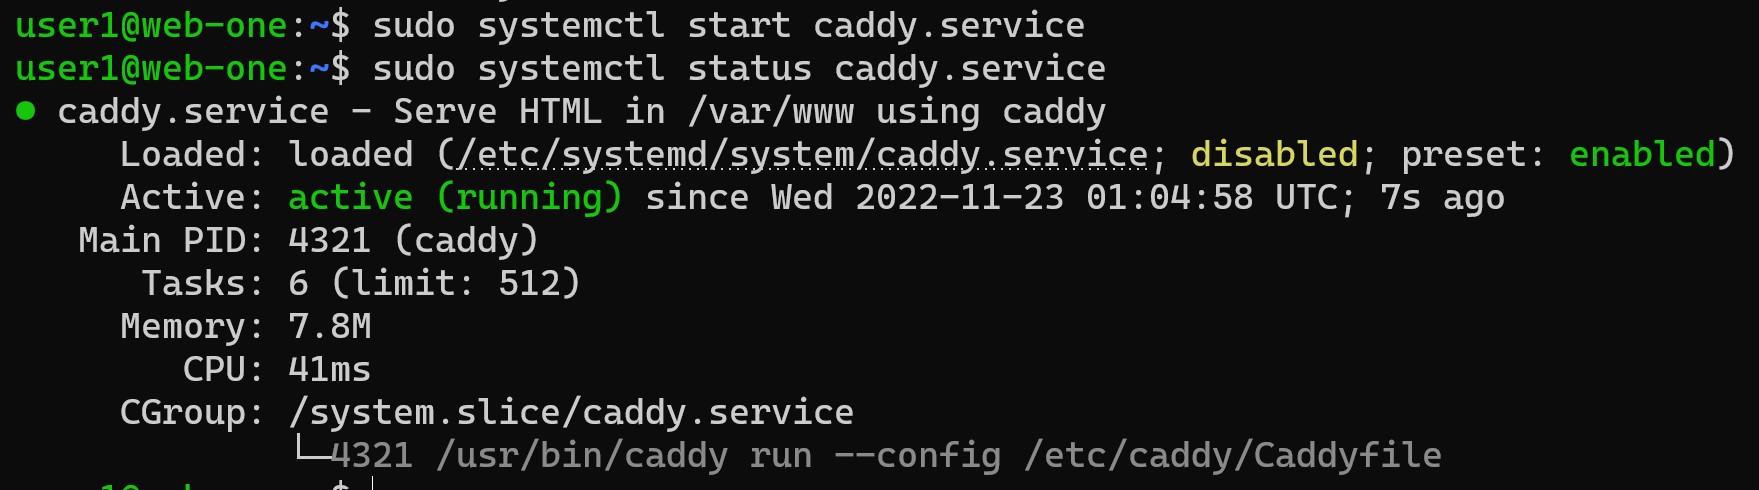 user1@web-one:~$ sudo systemctl start caddy.service
user1@web-one:~$ sudo systemctl status caddy.service
● caddy.service - Serve HTML in /var/www using caddy
Loaded: loaded (/etc/systemd/system/caddy.service; disabled; preset: enabled)
Active: active (running) since Wed 2022-11-23 01:04:58 UTC; 7s ago
Main PID: 4321 (caddy)
Tasks: 6 (limit: 512)
Memory: 7.8M
CPU: 41ms
CGroup: /system.slice/caddy.service
└─4321 /usr/bin/caddy run --config /etc/caddy/Caddyfile